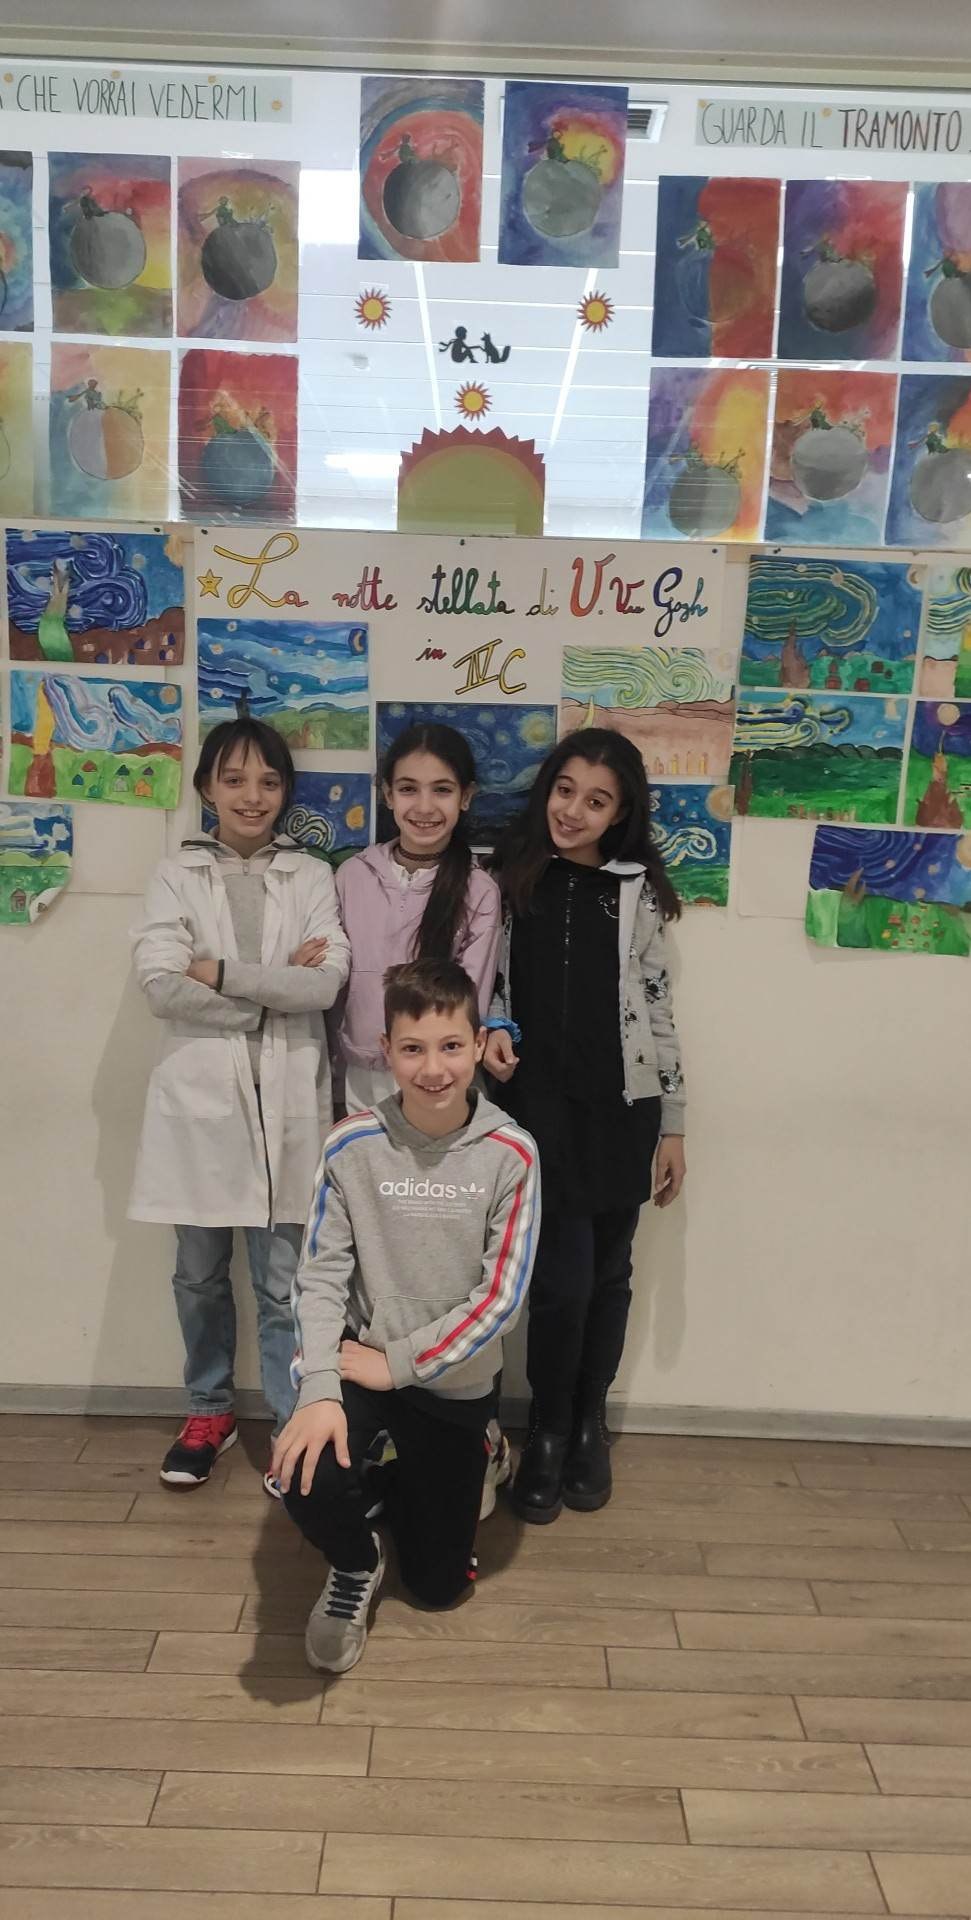 CHE VORRAI VEDERMI
GUARDA IL TRAMONTO
La notte stellata di V. Van Gogh
in IV C
adidas